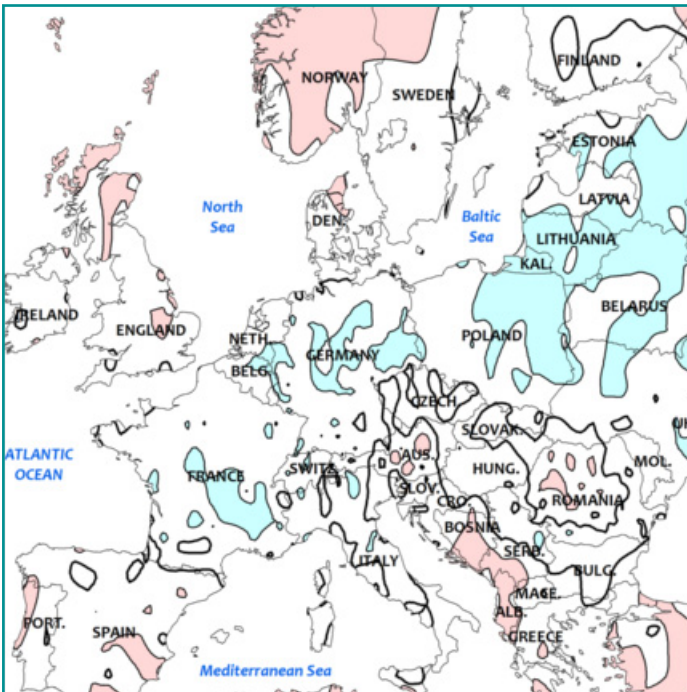 FINLAND
NORWAY
SWEDEN
ESTONIA
LATVIA
North
Sea
DEN.
Baltic
Sea
LITHUANIA
KAL.
IRELAND
ENGLAND
NETH.
GERMANY
POLAND
BELARUS
BELG.
CZECH.
SLOVAK.
UK
ATLANTIC
OCEAN
FRANCE
SWITZ.
AUS.
HUNG.
MOL.
SLOV.
CRO.
ROMANIA
BOSNIA
ITALY
SERB.
BULG.
MACE.
ALB.
PORT.
SPAIN
GREECE
Mediterranean Sea